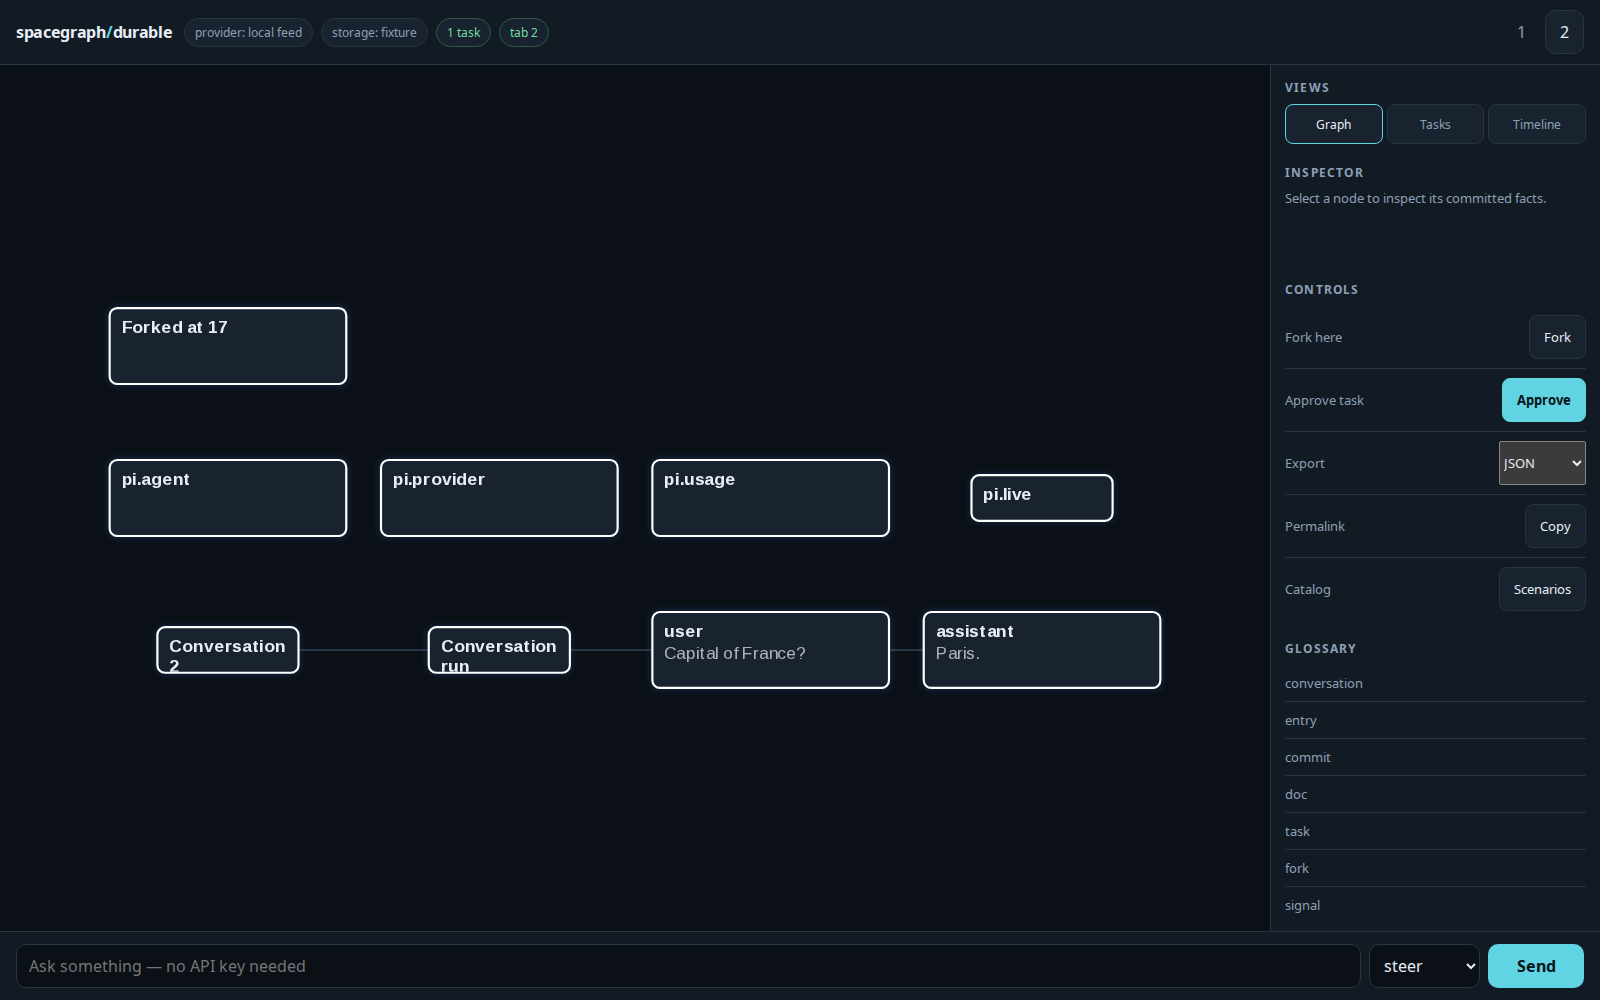 spacegraph/durable
provider: local feed
storage: fixture
1 task
tab 2
1
2
VIEWS
Graph
Tasks
Timeline
INSPECTOR
Select a node to inspect its committed facts.
CONTROLS
Fork here
Fork
Approve task
Approve
Export
JSON
Permalink
Copy
Catalog
Scenarios
GLOSSARY
conversation
entry
commit
doc
task
fork
signal
Forked at 17
pi.agent
pi.provider
pi.usage
pi.live
Conversation
2
Conversation
run
user
Capital of France?
assistant
Paris.
Ask something — no API key needed
steer
Send